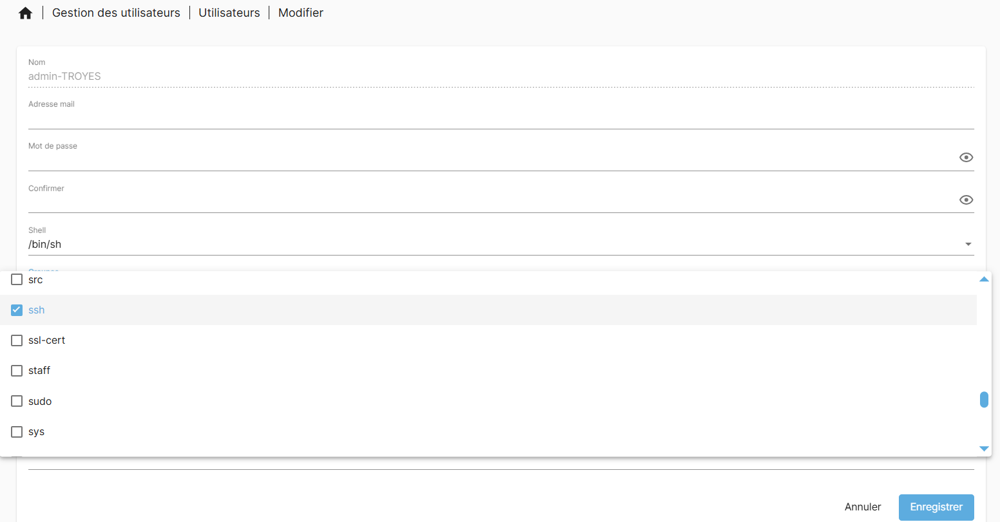 Gestion des utilisateurs | Utilisateurs | Modifier
Nom
admin-TROYES
Adresse mail
Mot de passe
Confirmer
Shell
/bin/sh
src
ssh
ssl-cert
staff
sudo
sys
Annuler
Enregistrer